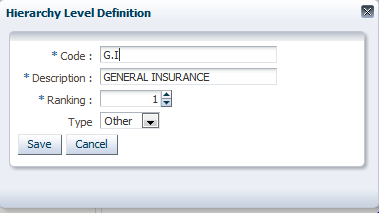 Hierarchy Level Definition
* Code : G.I
* Description : GENERAL INSURANCE
* Ranking : 1
Type Other
Save Cancel